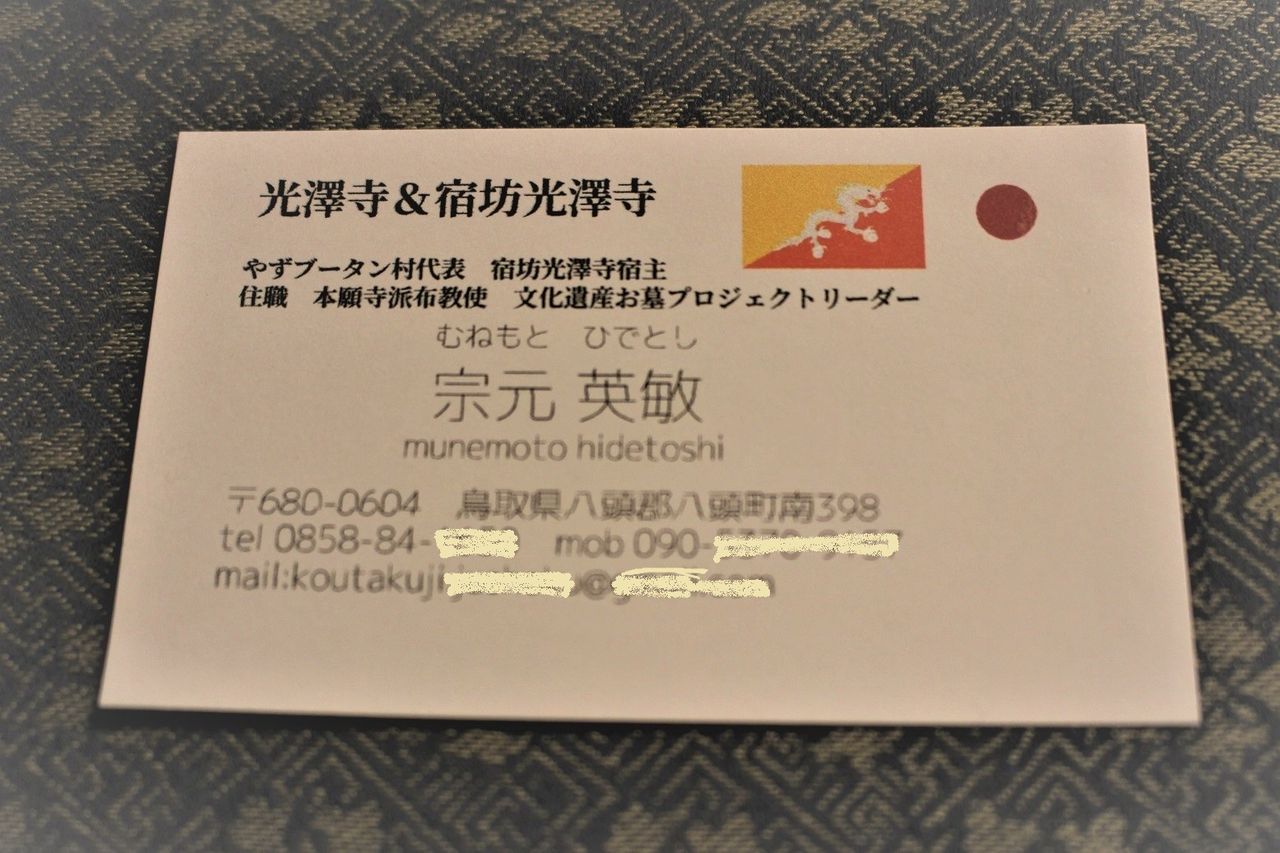 光澤寺＆宿坊光澤寺
やずブータン村代表　宿坊光澤寺宿主
住職　本願寺派布教使　文化遺産お墓プロジェクトリーダー
むねもと　ひでとし
宗元 英敏
munemoto hidetoshi
〒680-0604　鳥取県八頭郡八頭町南398
tel 0858-84-　mob 090-
mail:koutakuji